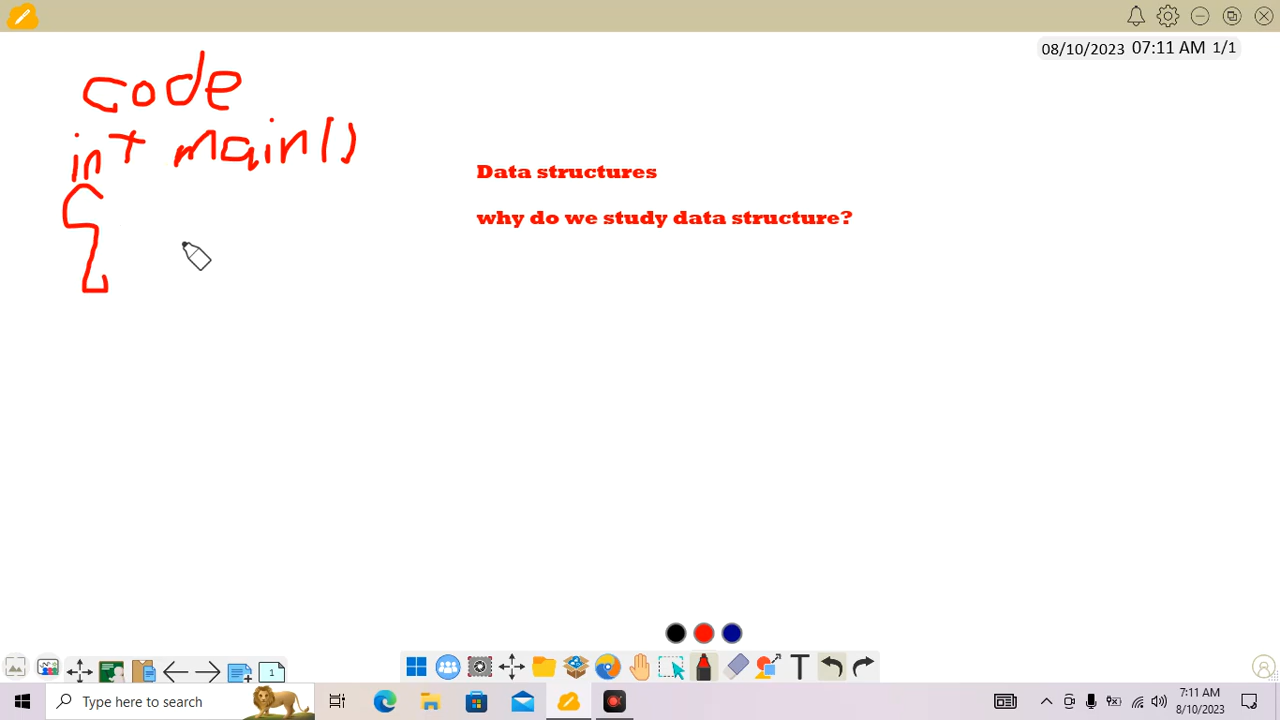 08/10/2023 07:11 AM 1/1
code
int main()
{
Data structures
why do we study data structure?
1
Type here to search
7:11 AM
8/10/2023